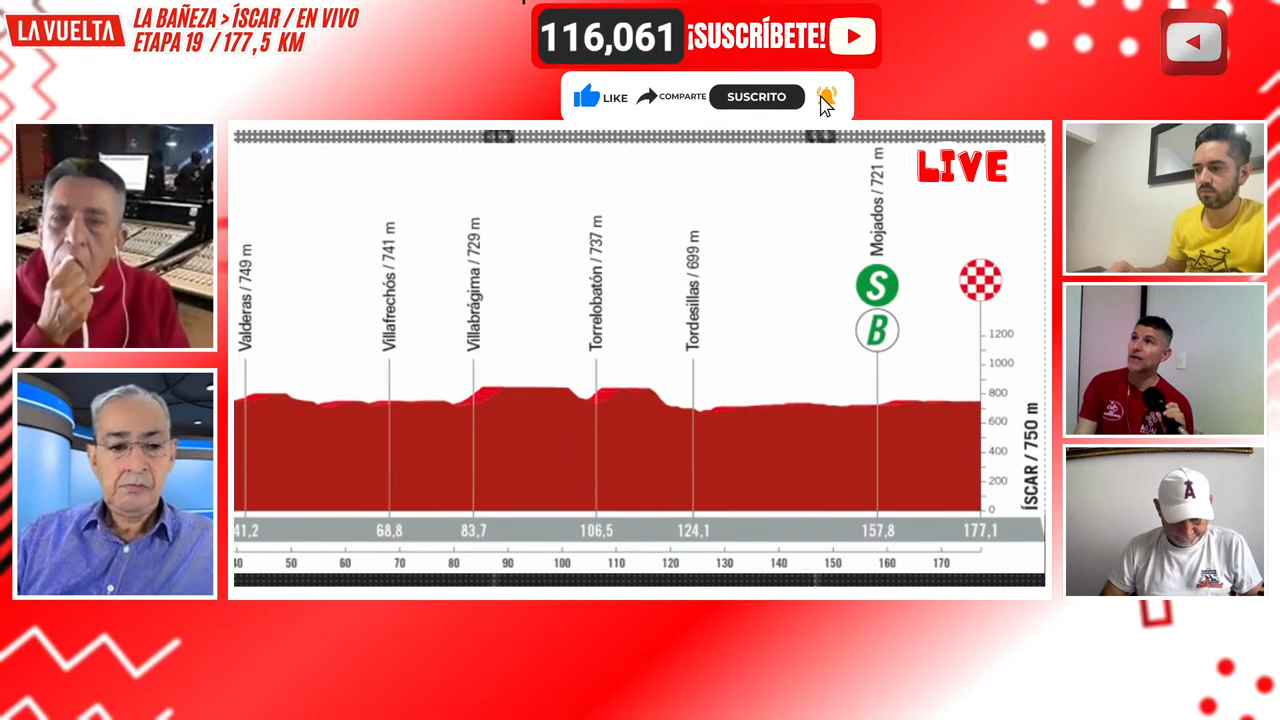 LA VUELTA
LA BAÑEZA > ÍSCAR / EN VIVO
ETAPA 19 / 177,5 KM
116,061 ¡SUSCRÍBETE!
LIKE COMPARTE SUSCRITO
LIVE
Valderas / 749 m
Villafrechós / 741 m
Villabrágima / 729 m
Torrelobatón / 737 m
Tordesillas / 699 m
Mojados / 721 m
S
B
1200
1000
800
600
400
200
0
ÍSCAR / 750 m
41,2 68,8 83,7 106,5 124,1 157,8 177,1
40 50 60 70 80 90 100 110 120 130 140 150 160 170
A